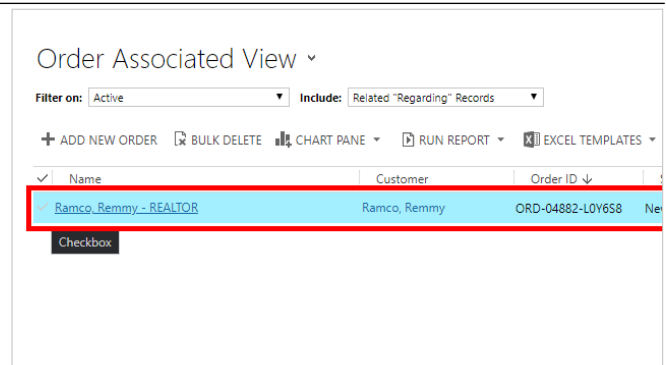 Order Associated View
Filter on: Active Include: Related "Regarding" Records
ADD NEW ORDER BULK DELETE CHART PANE RUN REPORT EXCEL TEMPLATES
Name Customer Order ID
Ramco, Remmy - REALTOR Ramco, Remmy ORD-04882-L0Y6S8 Ne
Checkbox